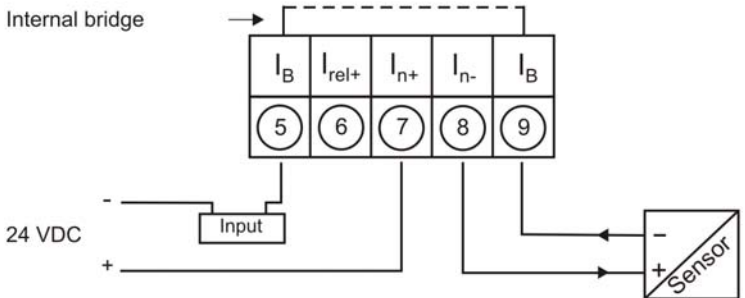 Internal bridge
I_B I_rel+ I_n+ I_n- I_B
5 6 7 8 9
-
Input
24 VDC
+
-
+
Sensor